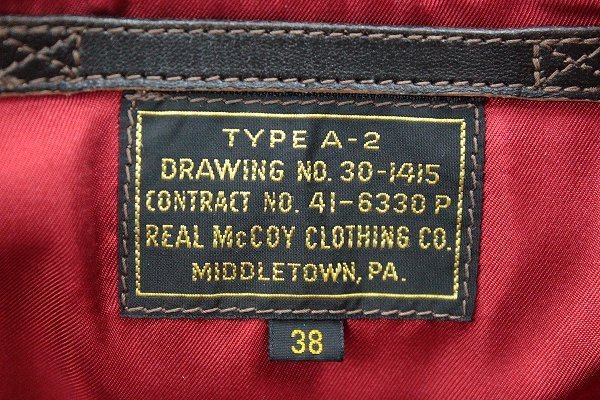 TYPE A-2
DRAWING NO. 30-1415
CONTRACT NO. 41-6330 P
REAL McCOY CLOTHING CO.
MIDDLETOWN, PA.
38